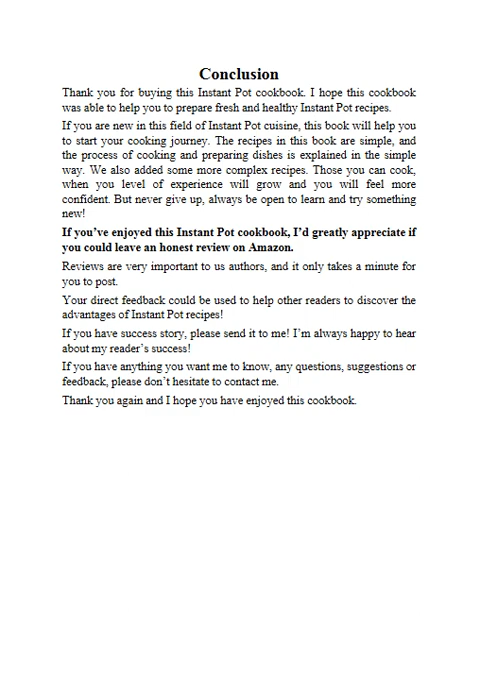 Conclusion
Thank you for buying this Instant Pot cookbook. I hope this cookbook
was able to help you to prepare fresh and healthy Instant Pot recipes.
If you are new in this field of Instant Pot cuisine, this book will help you
to start your cooking journey. The recipes in this book are simple, and
the process of cooking and preparing dishes is explained in the simple
way. We also added some more complex recipes. Those you can cook,
when you level of experience will grow and you will feel more
confident. But never give up, always be open to learn and try something
new!
If you’ve enjoyed this Instant Pot cookbook, I’d greatly appreciate if
you could leave an honest review on Amazon.
Reviews are very important to us authors, and it only takes a minute for
you to post.
Your direct feedback could be used to help other readers to discover the
advantages of Instant Pot recipes!
If you have success story, please send it to me! I’m always happy to hear
about my reader’s success!
If you have anything you want me to know, any questions, suggestions or
feedback, please don’t hesitate to contact me.
Thank you again and I hope you have enjoyed this cookbook.